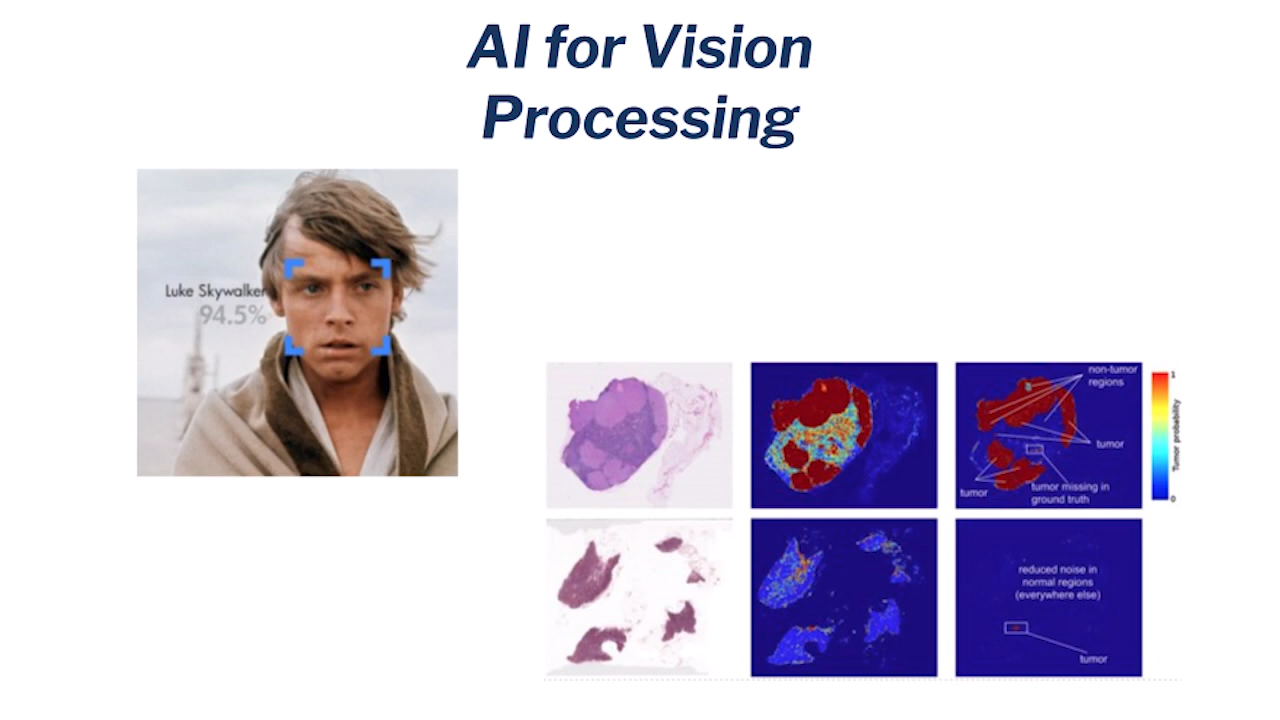 AI for Vision
Processing
Luke Skywalker
94.5%
non-tumor
regions
tumor
tumor
tumor missing in
ground truth
1
Tumor probability
0
reduced noise in
normal regions
(everywhere else)
tumor